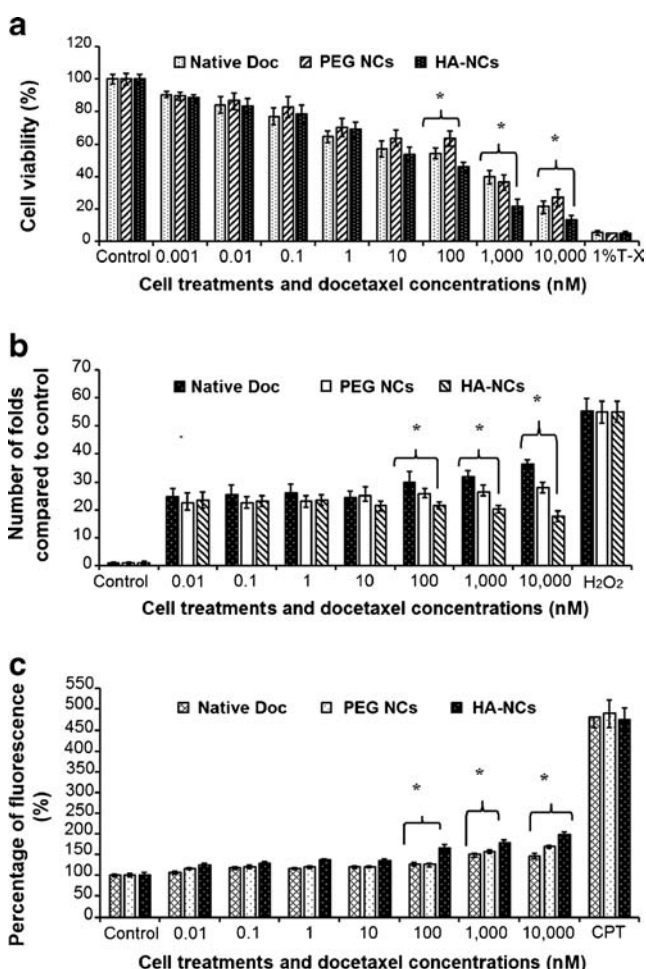 a
120
100
80
60
40
20
0
Cell viability (%)
Native Doc PEG NCs HA-NCs
* * *
Control 0.001 0.01 0.1 1 10 100 1,000 10,000 1%T-X
Cell treatments and docetaxel concentrations (nM)
b
70
60
50
40
30
20
10
0
Number of folds
compared to control
Native Doc PEG NCs HA-NCs
* * *
Control 0.01 0.1 1 10 100 1,000 10,000 H2O2
Cell treatments and docetaxel concentrations (nM)
c
550
500
450
400
350
300
250
200
150
100
50
0
Percentage of fluorescence
(%)
Native Doc PEG NCs HA-NCs
* * *
Control 0.01 0.1 1 10 100 1,000 10,000 CPT
Cell treatments and docetaxel concentrations (nM)